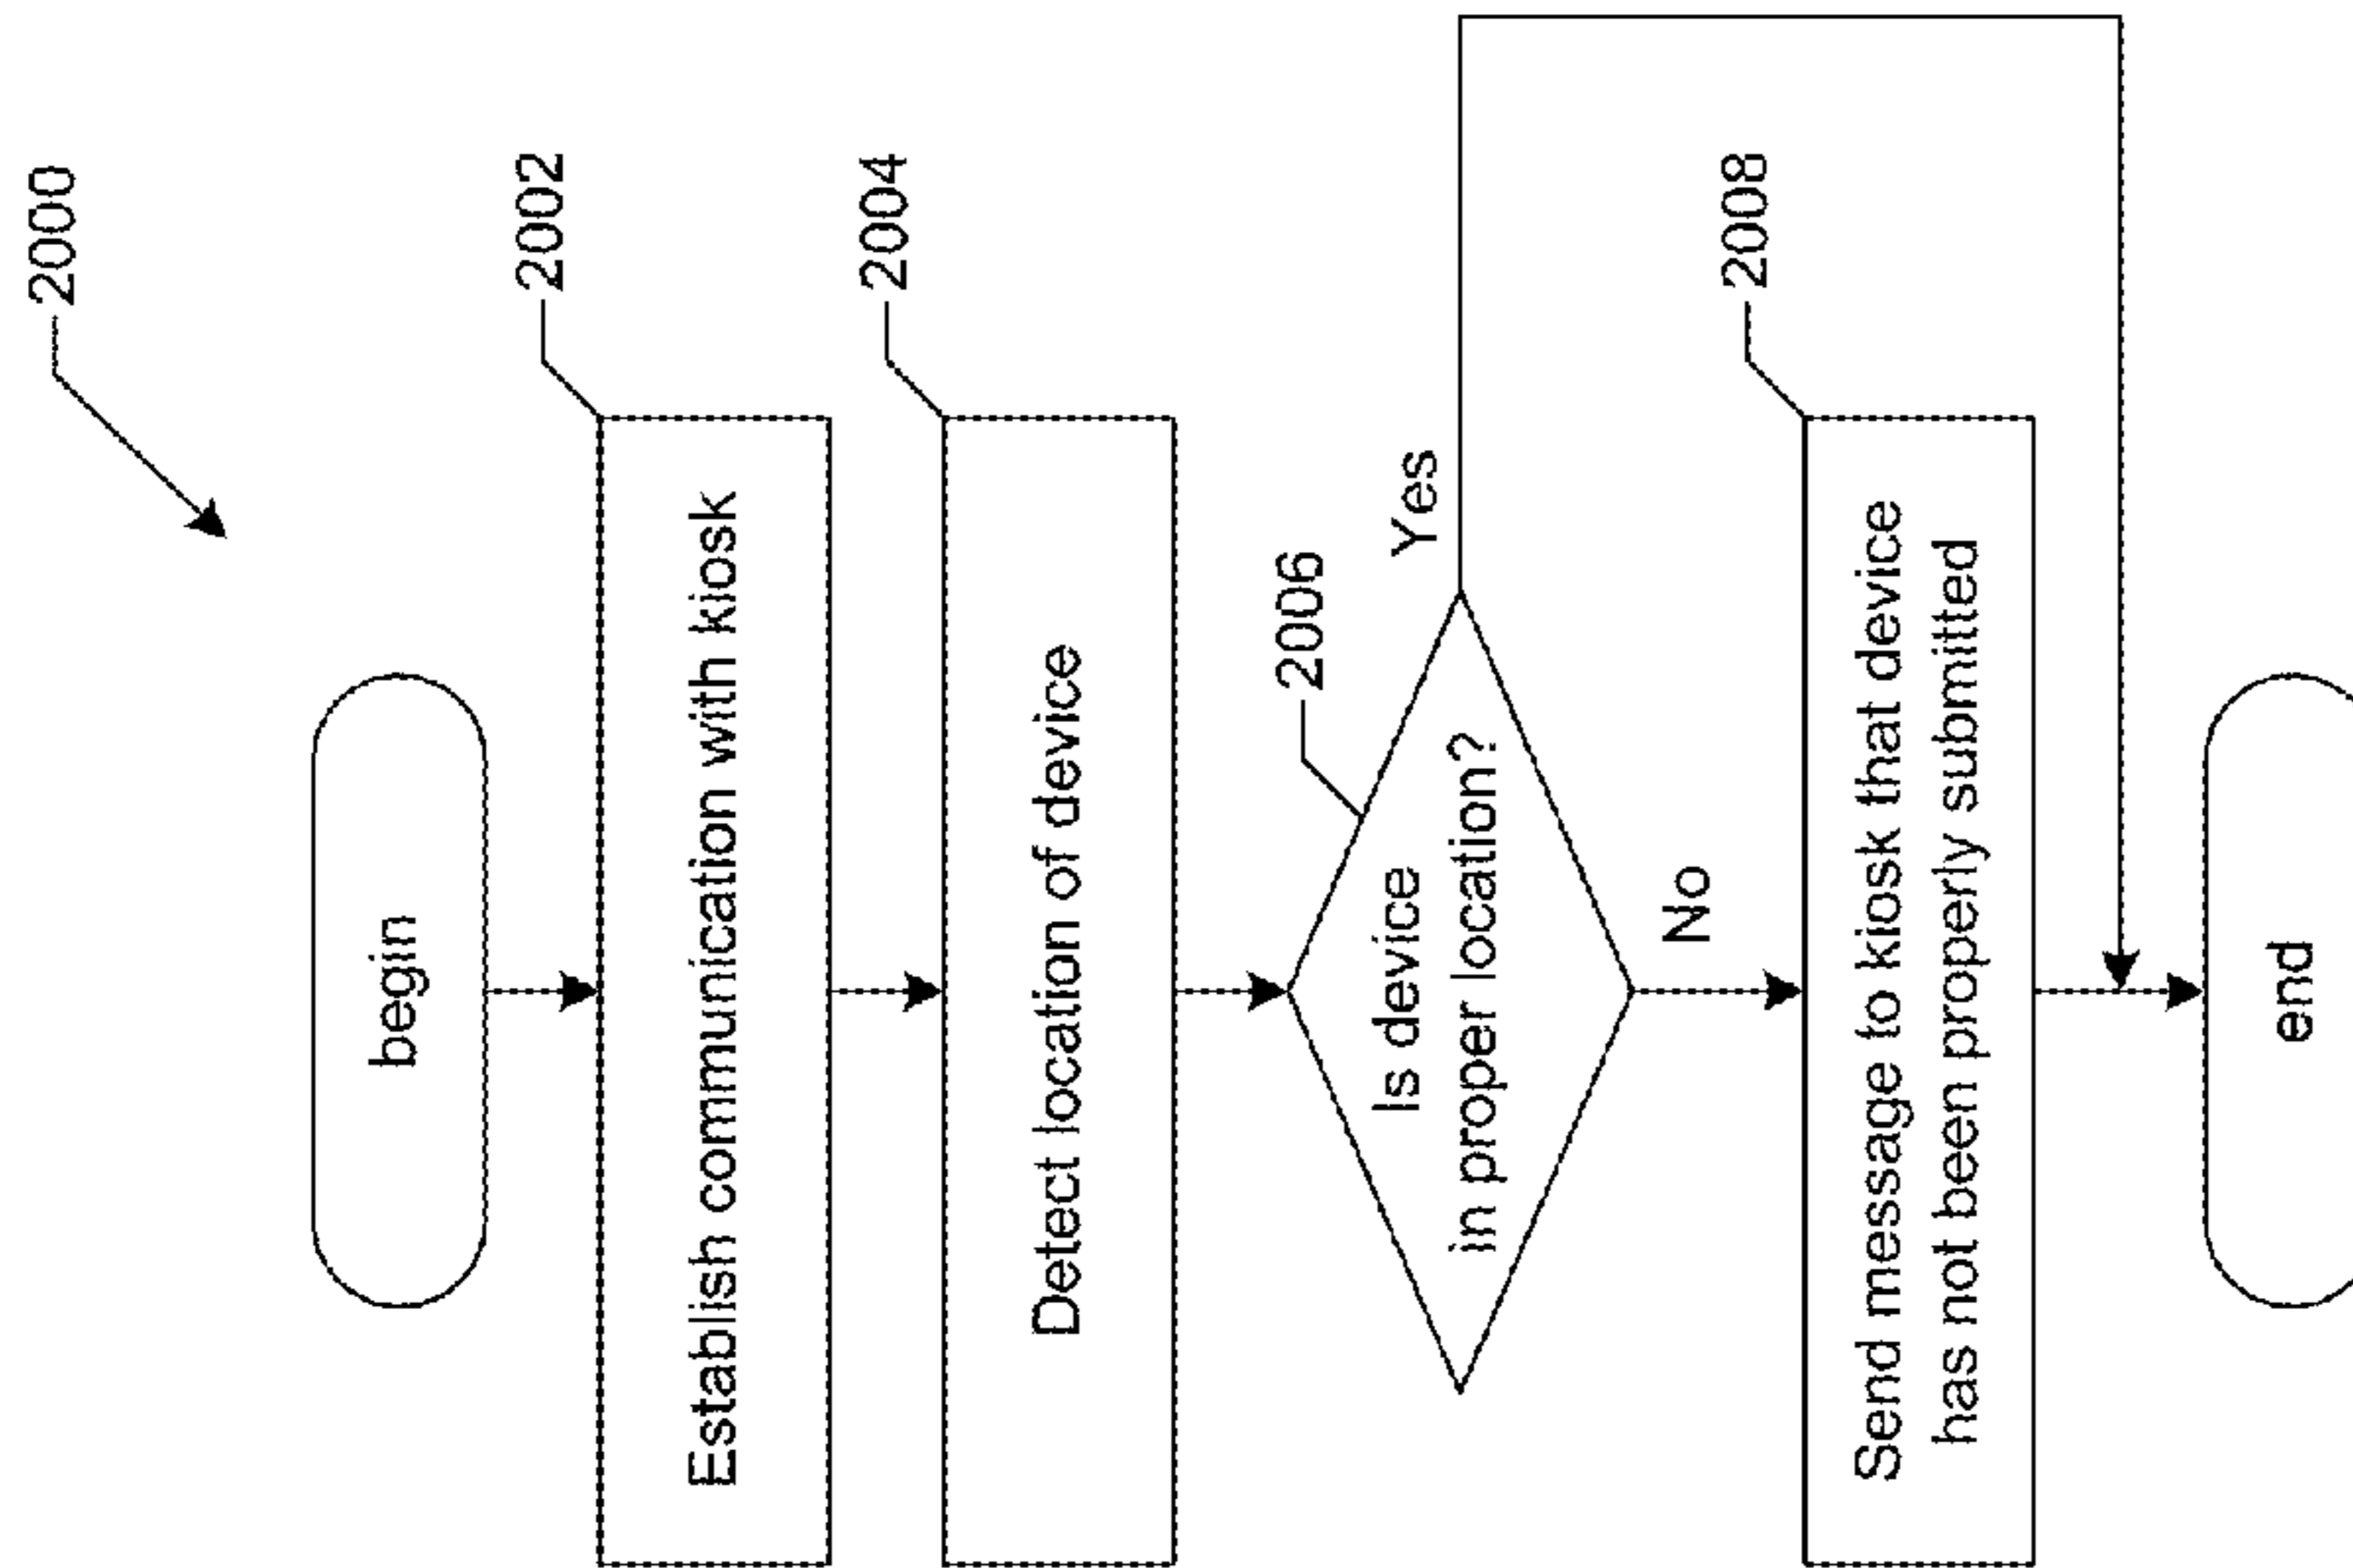 2000
begin
2002
Establish communication with kiosk
2004
Detect location of device
2006
Is device
in proper location?
Yes
No
2008
Send message to kiosk that device
has not been properly submitted
end